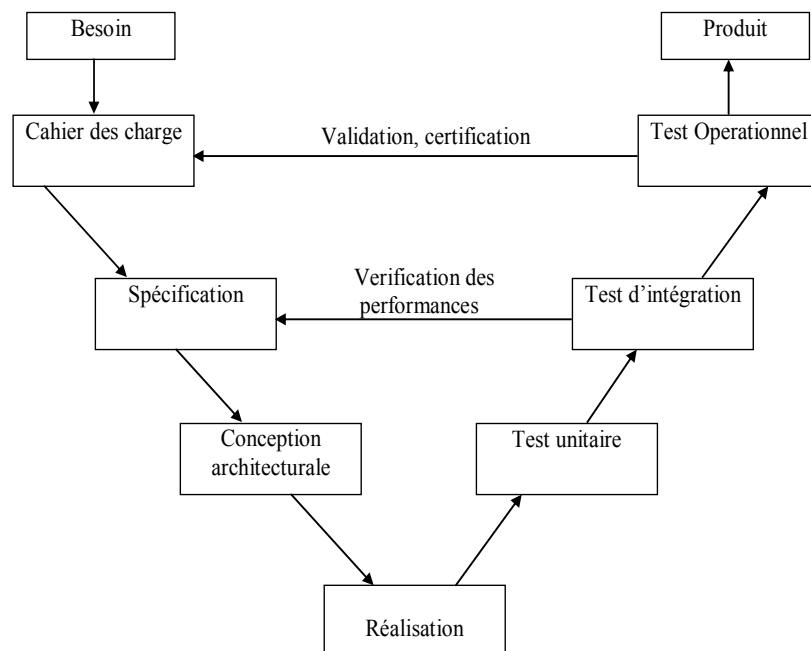 Besoin
Produit
Cahier des charge
Validation, certification
Test Operationnel
Spécification
Verification des
performances
Test d’intégration
Conception
architecturale
Test unitaire
Réalisation